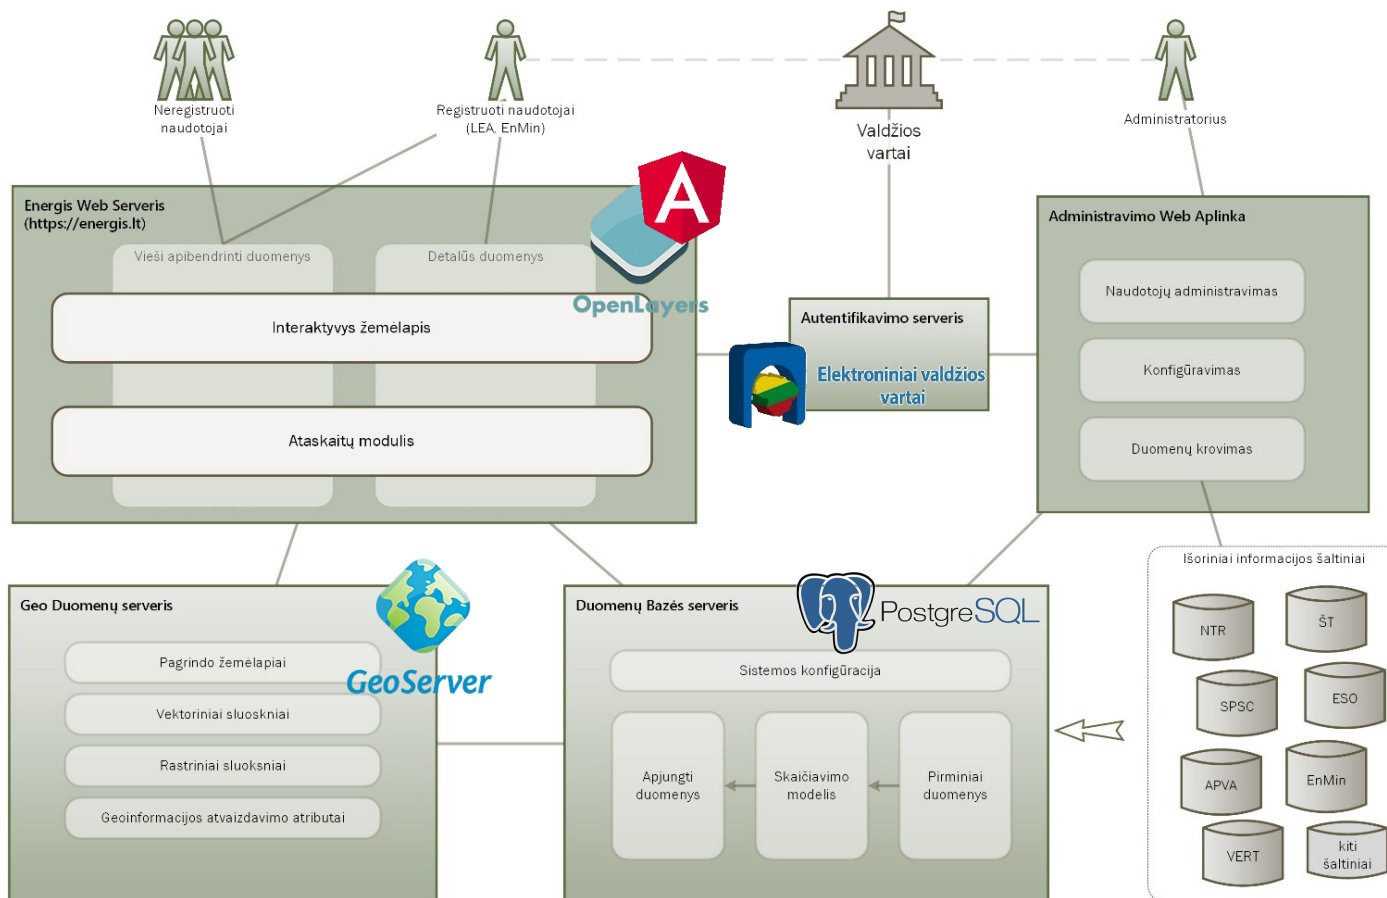 Neregistruoti
naudotojai
Registruoti naudotojai
(LEA, EnMin)
Valdžios
vartai
Administratorius
Energis Web Serveris
(https://energis.lt)
Vieši apibendrinti duomenys
Detalūs duomenys
A
OpenLayers
Interaktyvys žemėlapis
Ataskaitų modulis
Autentifikavimo serveris
Elektroniniai valdžios
vartai
Administravimo Web Aplinka
Naudotojų administravimas
Konfigūravimas
Duomenų krovimas
Geo Duomenų serveris
GeoServer
Pagrindo žemėlapiai
Vektoriniai sluoskniai
Rastriniai sluoksniai
Geoinformacijos atvaizdavimo atributai
Duomenų Bazės serveris
PostgreSQL
Sistemos konfigūracija
Apjungti
duomenys
Skaičiavimo
modelis
Pirminiai
duomenys
Išoriniai informacijos šaltiniai
NTR
ŠT
SPSC
ESO
APVA
EnMin
VERT
kiti
šaltiniai